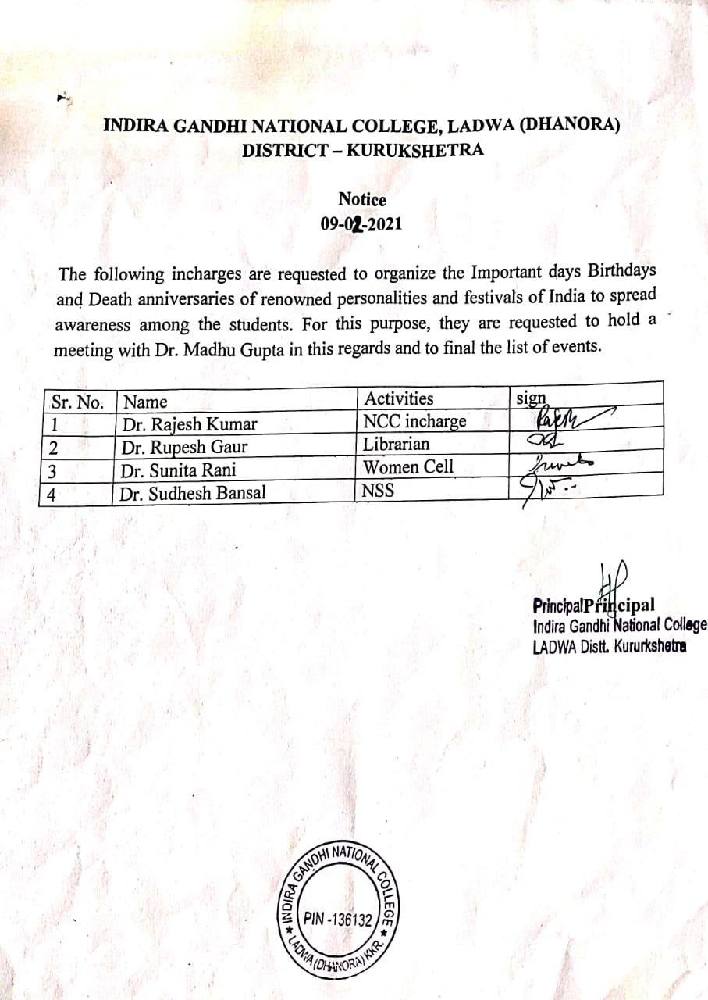 INDIRA GANDHI NATIONAL COLLEGE, LADWA (DHANORA)
DISTRICT – KURUKSHETRA
Notice
09-02-2021
The following incharges are requested to organize the Important days Birthdays
and Death anniversaries of renowned personalities and festivals of India to spread
awareness among the students. For this purpose, they are requested to hold a
meeting with Dr. Madhu Gupta in this regards and to final the list of events.
Sr. No. Name Activities sign
1 Dr. Rajesh Kumar NCC incharge
2 Dr. Rupesh Gaur Librarian
3 Dr. Sunita Rani Women Cell
4 Dr. Sudhesh Bansal NSS
PrincipalPrincipal
Indira Gandhi National College
LADWA Distt. Kururkshetra
INDIRA GANDHI NATIONAL COLLEGE
PIN -136132
★ LADWA (DHANORA) KKR. ★